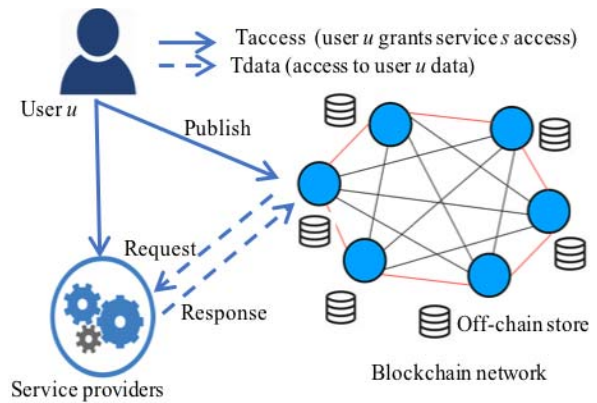 Taccess (user u grants service s access)
Tdata (access to user u data)
User u
Publish
Request
Response
Off-chain store
Service providers
Blockchain network